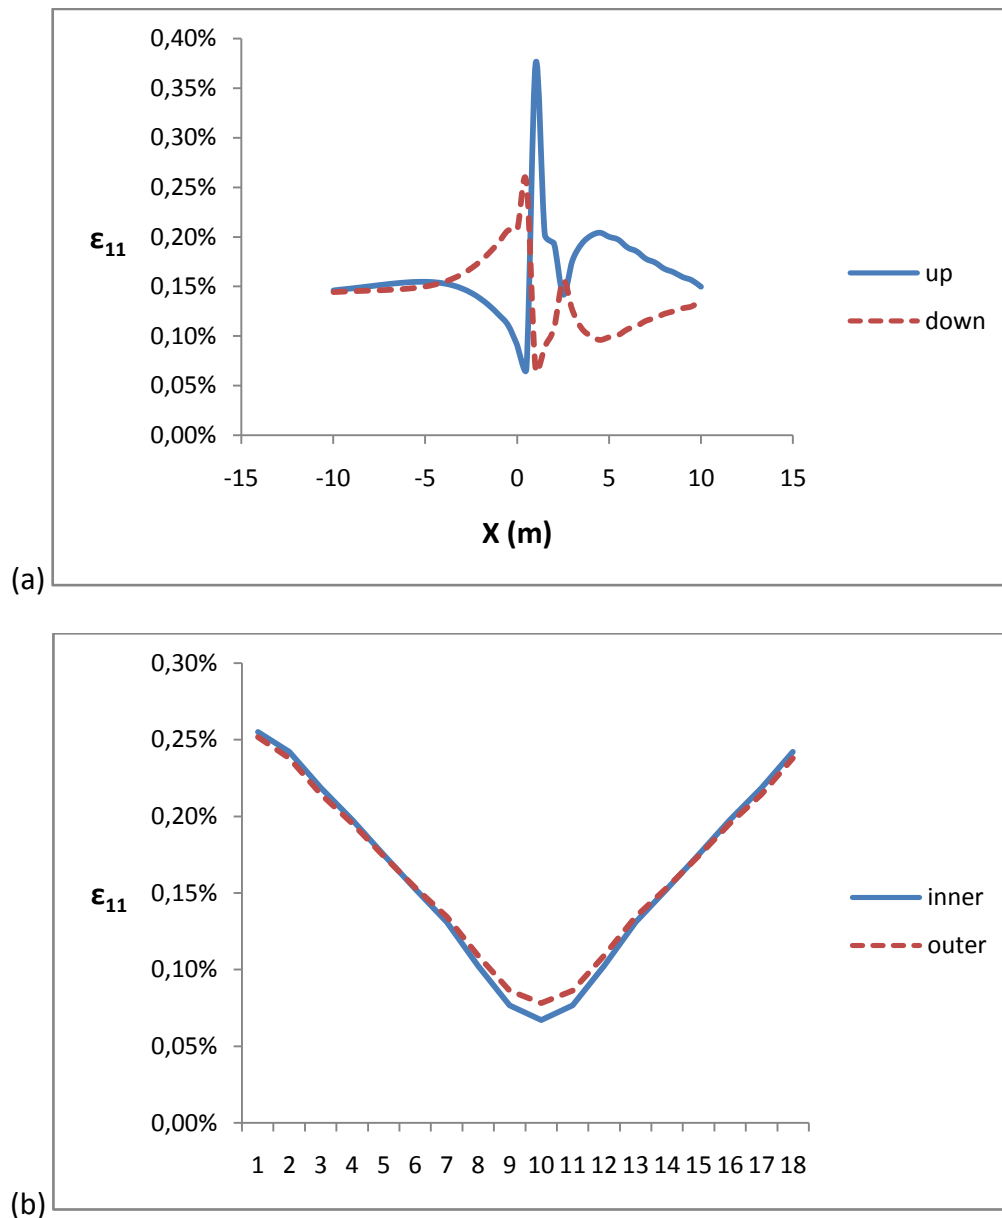 0,40%
0,35%
0,30%
0,25%
0,20%
0,15%
0,10%
0,05%
0,00%
ε11
-15 -10 -5 0 5 10 15
X (m)
up
down
(a)
0,30%
0,25%
0,20%
0,15%
0,10%
0,05%
0,00%
ε11
1 2 3 4 5 6 7 8 9 10 11 12 13 14 15 16 17 18
inner
outer
(b)